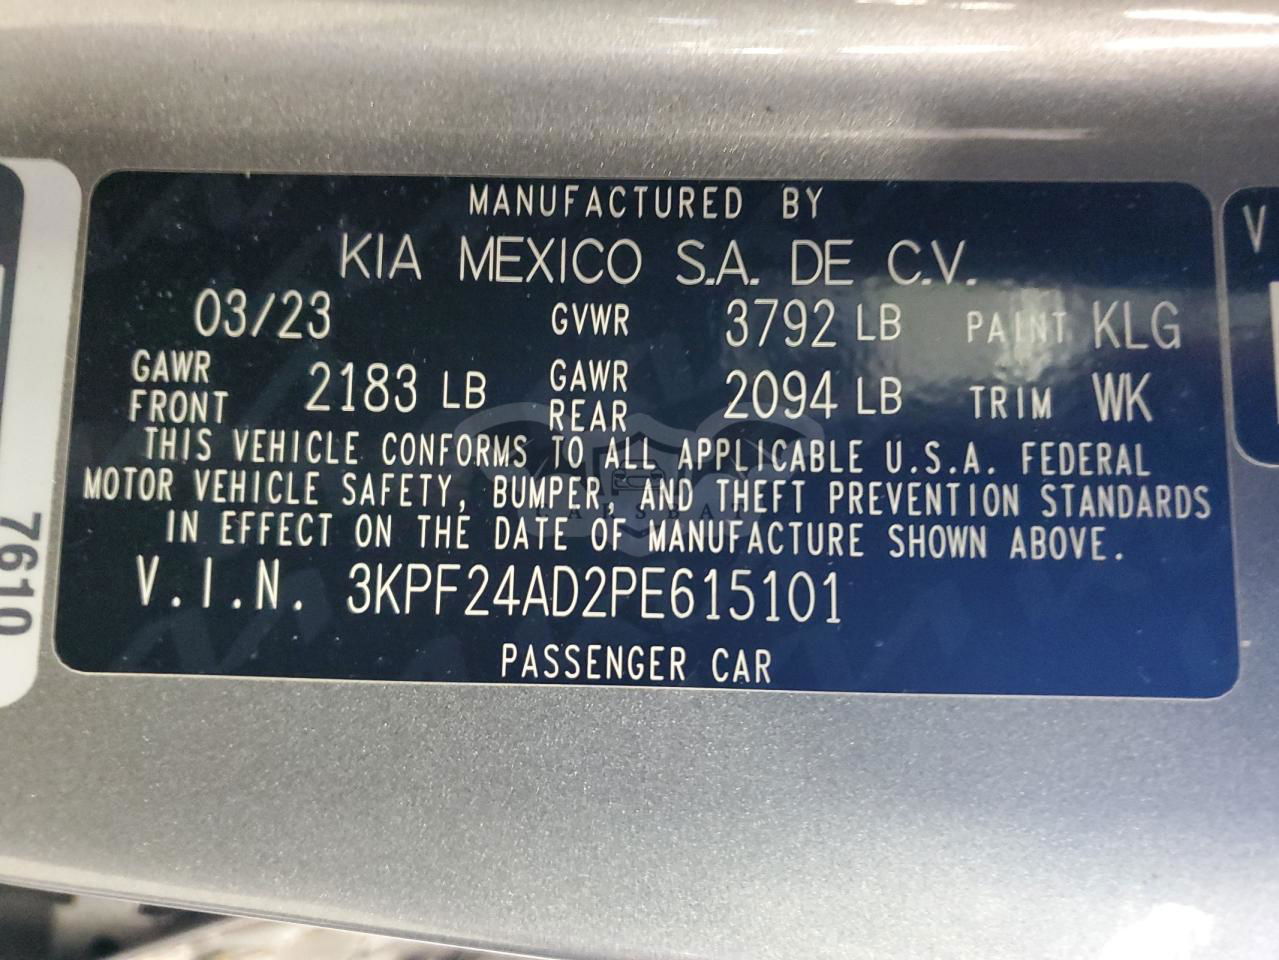 MANUFACTURED BY
KIA MEXICO S.A. DE C.V.
03/23 GVWR 3792 LB PAINT KLG
GAWR FRONT 2183 LB GAWR REAR 2094 LB TRIM WK
THIS VEHICLE CONFORMS TO ALL APPLICABLE U.S.A. FEDERAL
MOTOR VEHICLE SAFETY, BUMPER, AND THEFT PREVENTION STANDARDS
IN EFFECT ON THE DATE OF MANUFACTURE SHOWN ABOVE.
V.I.N. 3KPF24AD2PE615101
PASSENGER CAR
7610
V
CARSBAT